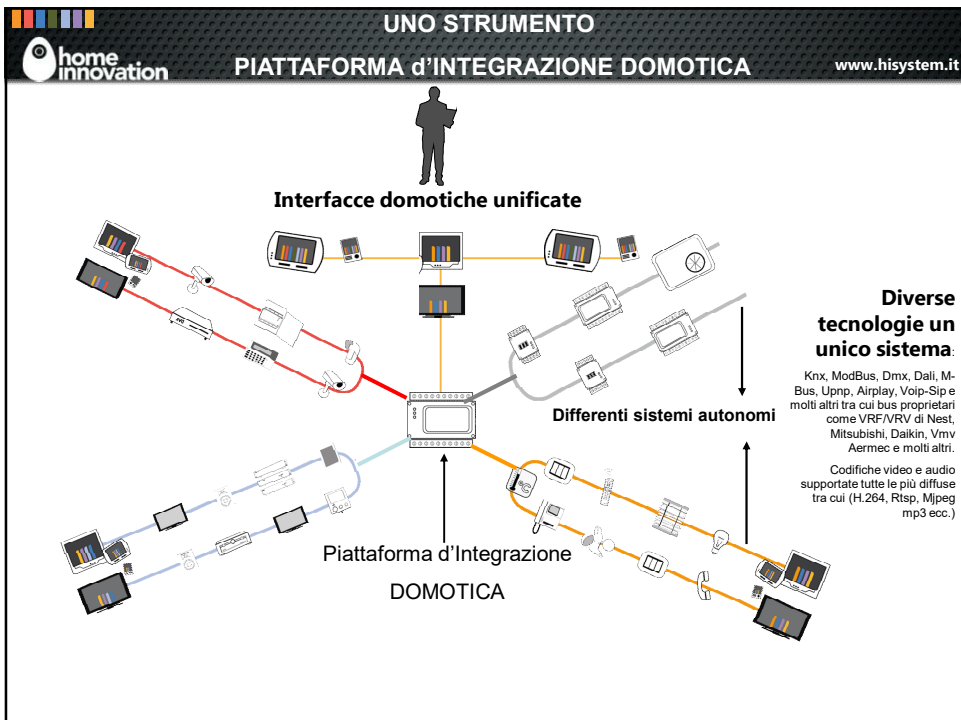 UNO STRUMENTO
home
innovation
PIATTAFORMA d'INTEGRAZIONE DOMOTICA
www.hisystem.it
Interfacce domotiche unificate
Diverse
tecnologie un
unico sistema:
Knx, ModBus, Dmx, Dali, M-
Bus, Upnp, Airplay, Voip-Sip e
molti altri tra cui bus proprietari
come VRF/VRV di Nest,
Mitsubishi, Daikin, Vmv
Aermec e molti altri.
Codifiche video e audio
supportate tutte le più diffuse
tra cui (H.264, Rtsp, Mjpeg
mp3 ecc.)
Differenti sistemi autonomi
°C
Piattaforma d'Integrazione
DOMOTICA